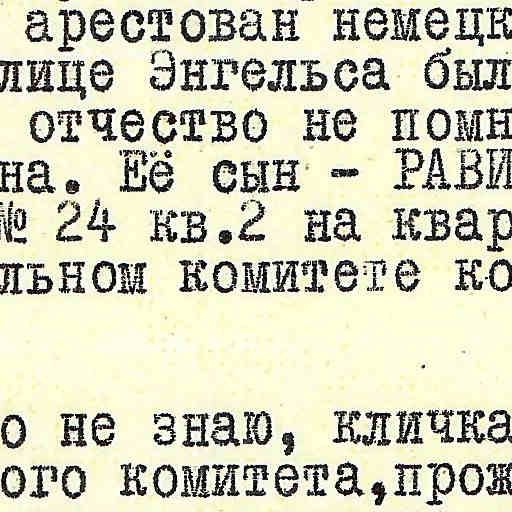 арестован немецк
лице Энгельса был
отчество не помн
на. Её сын - РАВИ
№ 24 кв.2 на квар
льном комитете ко
о не знаю, кличка
ого комитета,прож